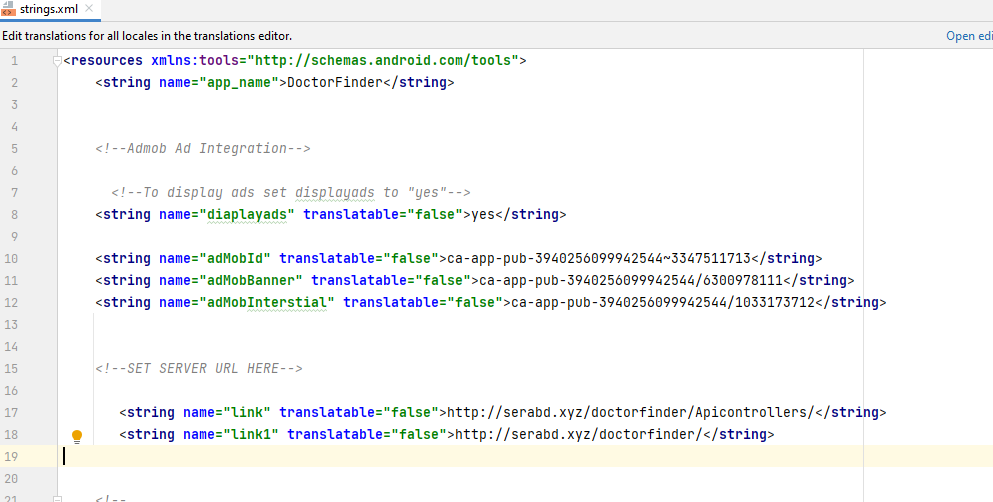 strings.xml
Edit translations for all locales in the translations editor. Open edi
1 <resources xmlns:tools="http://schemas.android.com/tools">
2 <string name="app_name">DoctorFinder</string>
3
4
5 <!--Admob Ad Integration-->
6
7 <!--To display ads set displayads to "yes"-->
8 <string name="diaplayads" translatable="false">yes</string>
9
10 <string name="adMobId" translatable="false">ca-app-pub-3940256099942544~3347511713</string>
11 <string name="adMobBanner" translatable="false">ca-app-pub-3940256099942544/6300978111</string>
12 <string name="adMobInterstial" translatable="false">ca-app-pub-3940256099942544/1033173712</string>
13
14
15 <!--SET SERVER URL HERE-->
16
17 <string name="link" translatable="false">http://serabd.xyz/doctorfinder/Apicontrollers/</string>
18 <string name="link1" translatable="false">http://serabd.xyz/doctorfinder/</string>
19
20
21 <!--